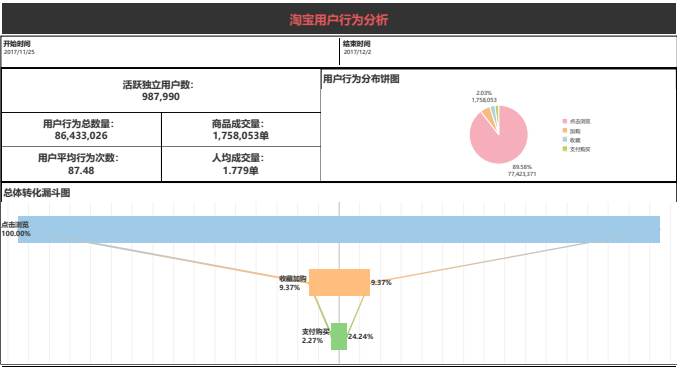 淘宝用户行为分析
开始时间
2017/11/25
结束时间
2017/12/2
活跃独立用户数：
987,990
用户行为总数量：
86,433,026
商品成交量：
1,758,053单
用户平均行为次数：
87.48
人均成交量：
1.779单
用户行为分布饼图
2.03%
1,758,053
点击浏览
加购
收藏
支付购买
89.58%
77,423,371
总体转化漏斗图
点击浏览
100.00%
收藏加购
9.37%
9.37%
支付购买
2.27%
24.24%